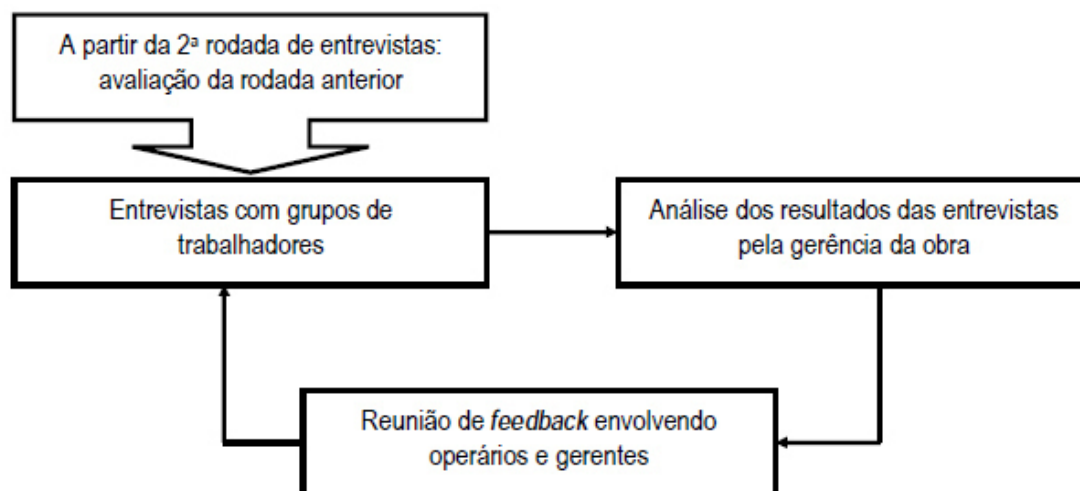 A partir da 2ª rodada de entrevistas:
avaliação da rodada anterior
Entrevistas com grupos de
trabalhadores
Análise dos resultados das entrevistas
pela gerência da obra
Reunião de feedback envolvendo
operários e gerentes